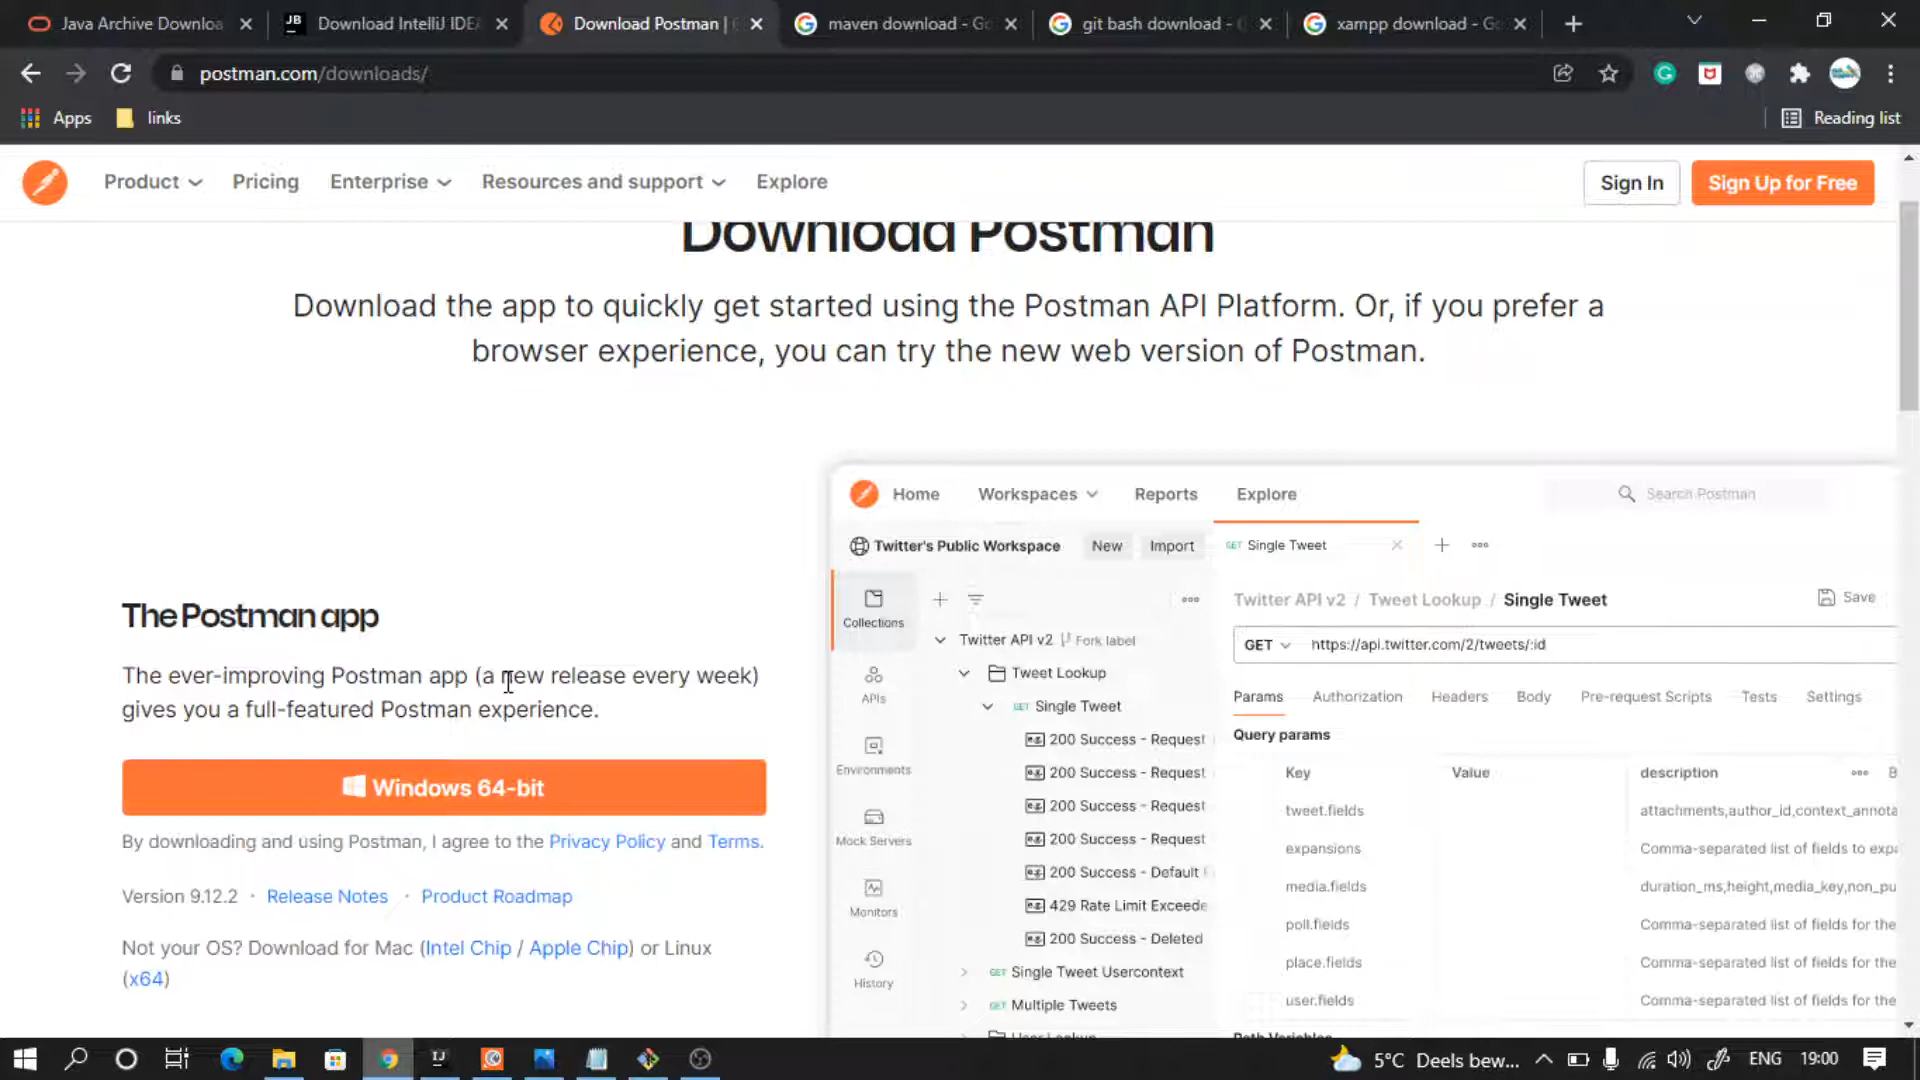 Java Archive Downloa
Download IntelliJ IDEA
Download Postman |
maven download - Go
git bash download -
xampp download - Go
postman.com/downloads/
Apps
links
Reading list
Product
Pricing
Enterprise
Resources and support
Explore
Sign In
Sign Up for Free
Download Postman
Download the app to quickly get started using the Postman API Platform. Or, if you prefer a
browser experience, you can try the new web version of Postman.
The Postman app
The ever-improving Postman app (a new release every week)
gives you a full-featured Postman experience.
Windows 64-bit
By downloading and using Postman, I agree to the Privacy Policy and Terms.
Version 9.12.2 · Release Notes · Product Roadmap
Not your OS? Download for Mac (Intel Chip / Apple Chip) or Linux
(x64)
Home
Workspaces
Reports
Explore
Search Postman
Twitter's Public Workspace
New
Import
GET Single Tweet
Collections
APIs
Environments
Mock Servers
Monitors
History
Twitter API v2
Fork label
Tweet Lookup
GET Single Tweet
e.g. 200 Success - Request
e.g. 200 Success - Request
e.g. 200 Success - Request
e.g. 200 Success - Request
e.g. 200 Success - Default
e.g. 429 Rate Limit Exceede
e.g. 200 Success - Deleted
GET Single Tweet Usercontext
GET Multiple Tweets
User Lookup
Twitter API v2 / Tweet Lookup / Single Tweet
Save
GET
https://api.twitter.com/2/tweets/:id
Params
Authorization
Headers
Body
Pre-request Scripts
Tests
Settings
Query params
Key
Value
description
B
tweet.fields
attachments,author_id,context_annota
expansions
Comma-separated list of fields to expa
media.fields
duration_ms,height,media_key,non_pu
poll.fields
Comma-separated list of fields for the
place.fields
Comma-separated list of fields for the
user.fields
Comma-separated list of fields for the
Path Variables
5°C Deels bew...
ENG
19:00